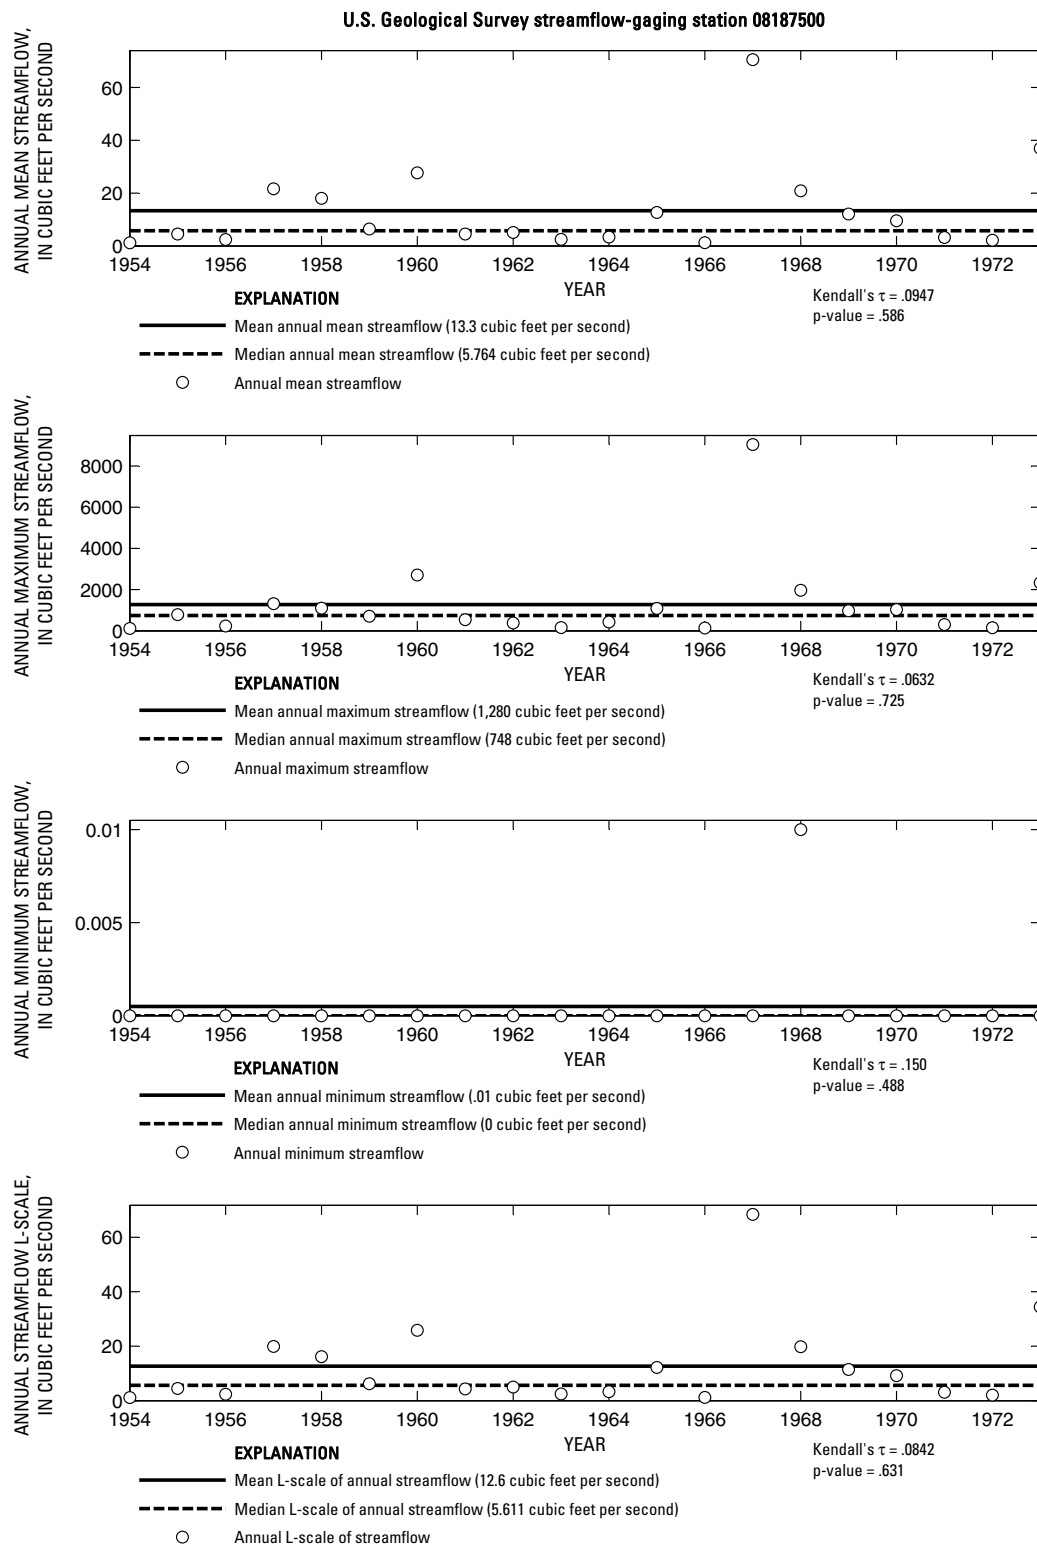 U.S. Geological Survey streamflow-gaging station 08187500
ANNUAL MEAN STREAMFLOW,
IN CUBIC FEET PER SECOND
60
40
20
0
1954 1956 1958 1960 1962 1964 1966 1968 1970 1972
YEAR
Kendall's τ = .0947
p-value = .586
EXPLANATION
Mean annual mean streamflow (13.3 cubic feet per second)
Median annual mean streamflow (5.764 cubic feet per second)
Annual mean streamflow
ANNUAL MAXIMUM STREAMFLOW,
IN CUBIC FEET PER SECOND
8000
6000
4000
2000
0
1954 1956 1958 1960 1962 1964 1966 1968 1970 1972
YEAR
Kendall's τ = .0632
p-value = .725
EXPLANATION
Mean annual maximum streamflow (1,280 cubic feet per second)
Median annual maximum streamflow (748 cubic feet per second)
Annual maximum streamflow
ANNUAL MINIMUM STREAMFLOW,
IN CUBIC FEET PER SECOND
0.01
0.005
0
1954 1956 1958 1960 1962 1964 1966 1968 1970 1972
YEAR
Kendall's τ = .150
p-value = .488
EXPLANATION
Mean annual minimum streamflow (.01 cubic feet per second)
Median annual minimum streamflow (0 cubic feet per second)
Annual minimum streamflow
ANNUAL STREAMFLOW L-SCALE,
IN CUBIC FEET PER SECOND
60
40
20
0
1954 1956 1958 1960 1962 1964 1966 1968 1970 1972
YEAR
Kendall's τ = .0842
p-value = .631
EXPLANATION
Mean L-scale of annual streamflow (12.6 cubic feet per second)
Median L-scale of annual streamflow (5.611 cubic feet per second)
Annual L-scale of streamflow